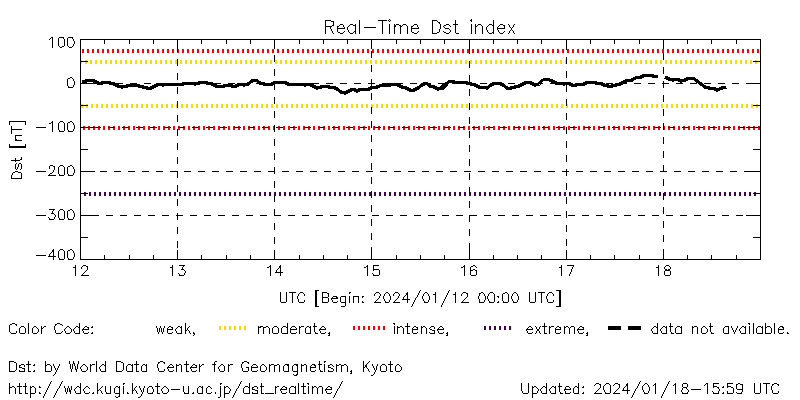 Real-Time Dst index
100
0
-100
-200
-300
-400
Dst [nT]
12 13 14 15 16 17 18
UTC [Begin: 2024/01/12 00:00 UTC]
Color Code: weak, moderate, intense, extreme, data not available.
Dst: by World Data Center for Geomagnetism, Kyoto
http://wdc.kugi.kyoto-u.ac.jp/dst_realtime/ Updated: 2024/01/18-15:59 UTC